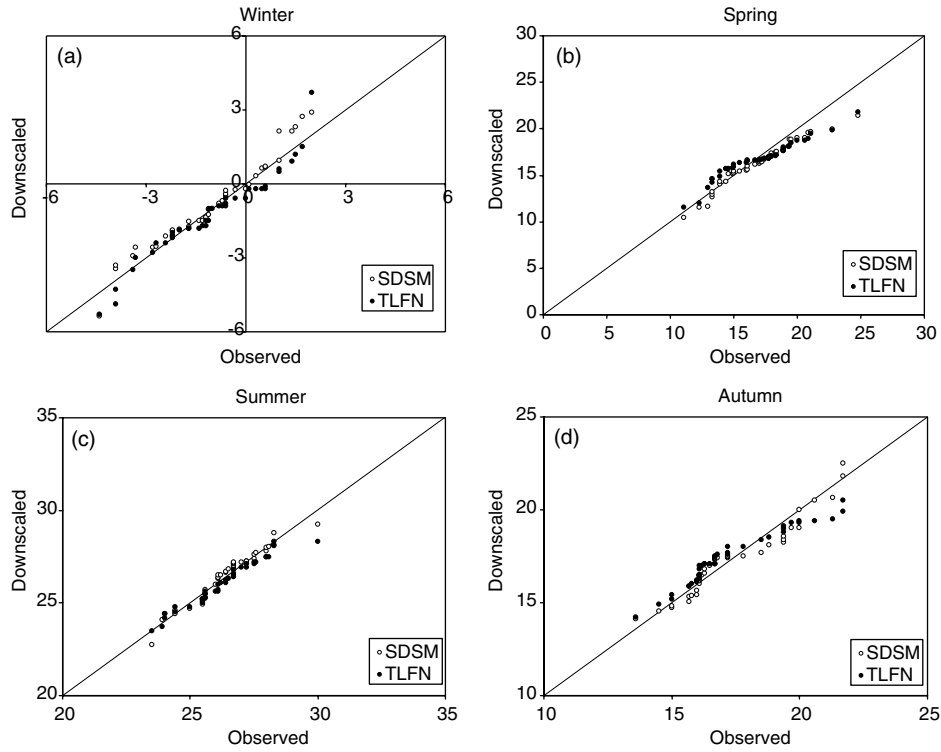 Winter
(a)
6
3
0
-6
-3
0
3
6
-3
-6
Downscaled
Observed
SDSM
TLFN
Spring
(b)
30
25
20
15
10
5
0
0
5
10
15
20
25
30
Downscaled
Observed
SDSM
TLFN
Summer
(c)
35
30
25
20
20
25
30
35
Downscaled
Observed
SDSM
TLFN
Autumn
(d)
25
20
15
10
10
15
20
25
Downscaled
Observed
SDSM
TLFN